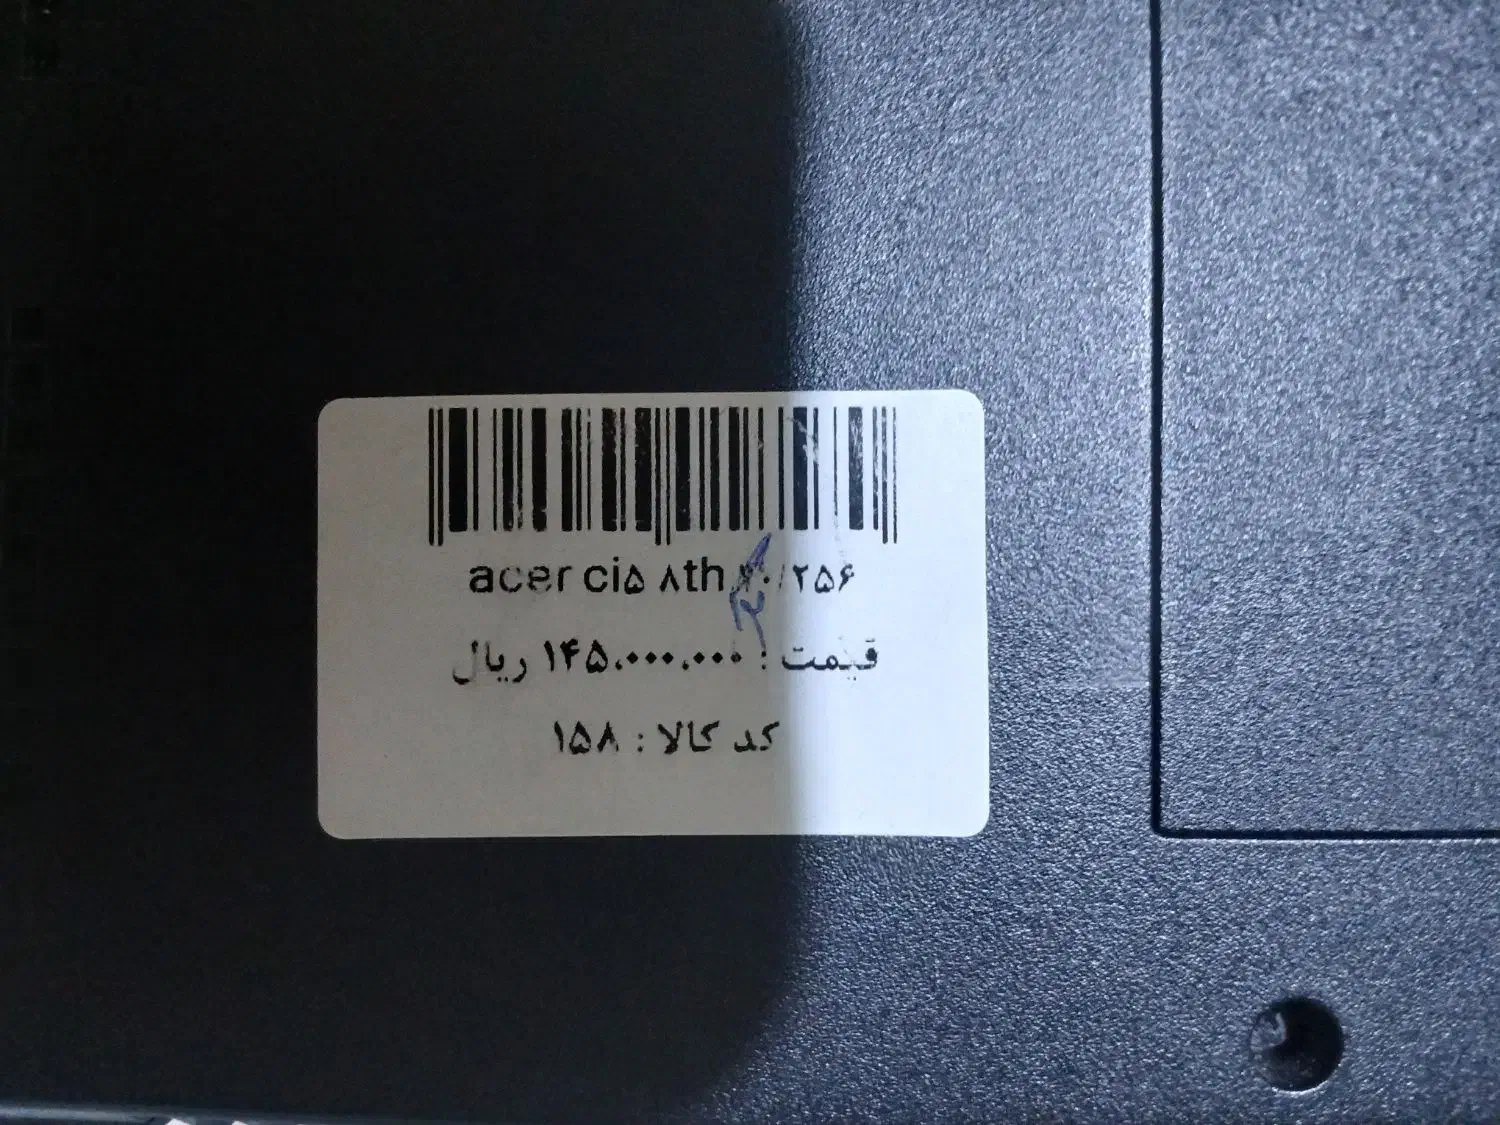 acer ci۵ ۸th /۲۵۶
قیمت : ۱۴۵،۰۰۰،۰۰۰ ریال
کد کالا : ۱۵۸